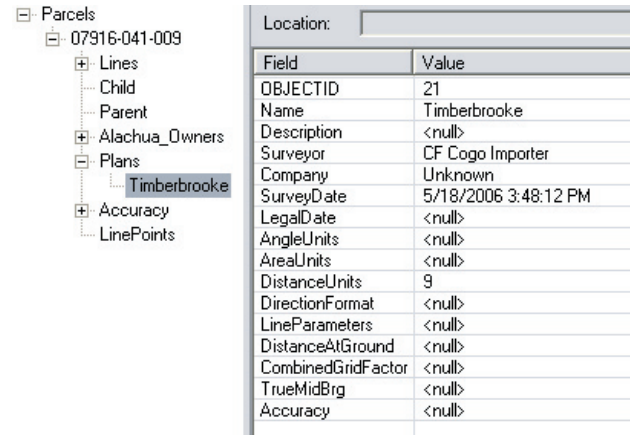 Parcels
07916-041-009
Lines
Child
Parent
Alachua_Owners
Plans
Timberbrooke
Accuracy
LinePoints
Location:
Field Value
OBJECTID 21
Name Timberbrooke
Description <null>
Surveyor CF Cogo Importer
Company Unknown
SurveyDate 5/18/2006 3:48:12 PM
LegalDate <null>
AngleUnits <null>
AreaUnits <null>
DistanceUnits 9
DirectionFormat <null>
LineParameters <null>
DistanceAtGround <null>
CombinedGridFactor <null>
TrueMidBrg <null>
Accuracy <null>